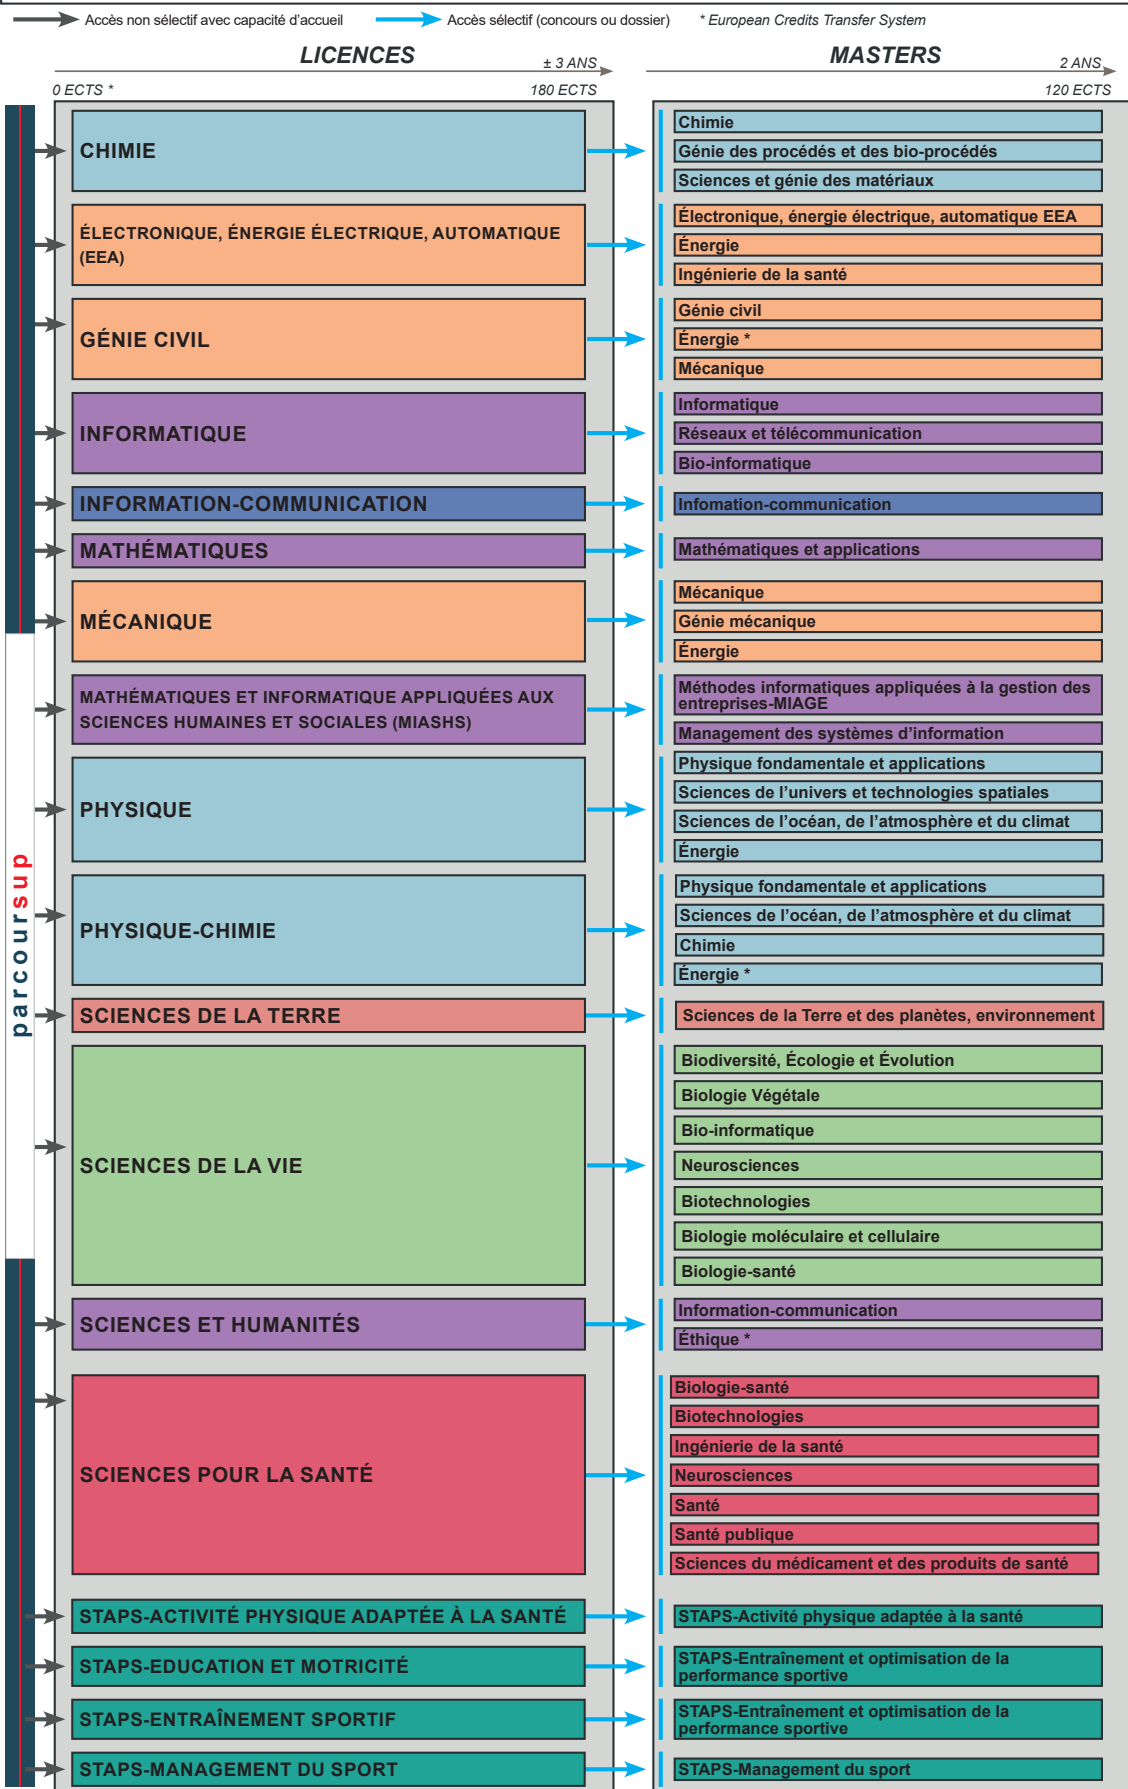 Accès non sélectif avec capacité d'accueil
Accès sélectif (concours ou dossier)
* European Credits Transfer System
LICENCES
± 3 ANS
MASTERS
2 ANS
0 ECTS *
180 ECTS
120 ECTS
parcoursup
CHIMIE
Chimie
Génie des procédés et des bio-procédés
Sciences et génie des matériaux
ÉLECTRONIQUE, ÉNERGIE ÉLECTRIQUE, AUTOMATIQUE
(EEA)
Électronique, énergie électrique, automatique EEA
Énergie
Ingénierie de la santé
GÉNIE CIVIL
Génie civil
Énergie *
Mécanique
INFORMATIQUE
Informatique
Réseaux et télécommunication
Bio-informatique
INFORMATION-COMMUNICATION
Infomation-communication
MATHÉMATIQUES
Mathématiques et applications
MÉCANIQUE
Mécanique
Génie mécanique
Énergie
MATHÉMATIQUES ET INFORMATIQUE APPLIQUÉES AUX
SCIENCES HUMAINES ET SOCIALES (MIASHS)
Méthodes informatiques appliquées à la gestion des
entreprises-MIAGE
Management des systèmes d'information
PHYSIQUE
Physique fondamentale et applications
Sciences de l'univers et technologies spatiales
Sciences de l'océan, de l'atmosphère et du climat
Énergie
PHYSIQUE-CHIMIE
Physique fondamentale et applications
Sciences de l'océan, de l'atmosphère et du climat
Chimie
Énergie *
SCIENCES DE LA TERRE
Sciences de la Terre et des planètes, environnement
SCIENCES DE LA VIE
Biodiversité, Écologie et Évolution
Biologie Végétale
Bio-informatique
Neurosciences
Biotechnologies
Biologie moléculaire et cellulaire
Biologie-santé
SCIENCES ET HUMANITÉS
Information-communication
Éthique *
SCIENCES POUR LA SANTÉ
Biologie-santé
Biotechnologies
Ingénierie de la santé
Neurosciences
Santé
Santé publique
Sciences du médicament et des produits de santé
STAPS-ACTIVITÉ PHYSIQUE ADAPTÉE À LA SANTÉ
STAPS-Activité physique adaptée à la santé
STAPS-EDUCATION ET MOTRICITÉ
STAPS-Entraînement et optimisation de la
performance sportive
STAPS-ENTRAÎNEMENT SPORTIF
STAPS-Entraînement et optimisation de la
performance sportive
STAPS-MANAGEMENT DU SPORT
STAPS-Management du sport